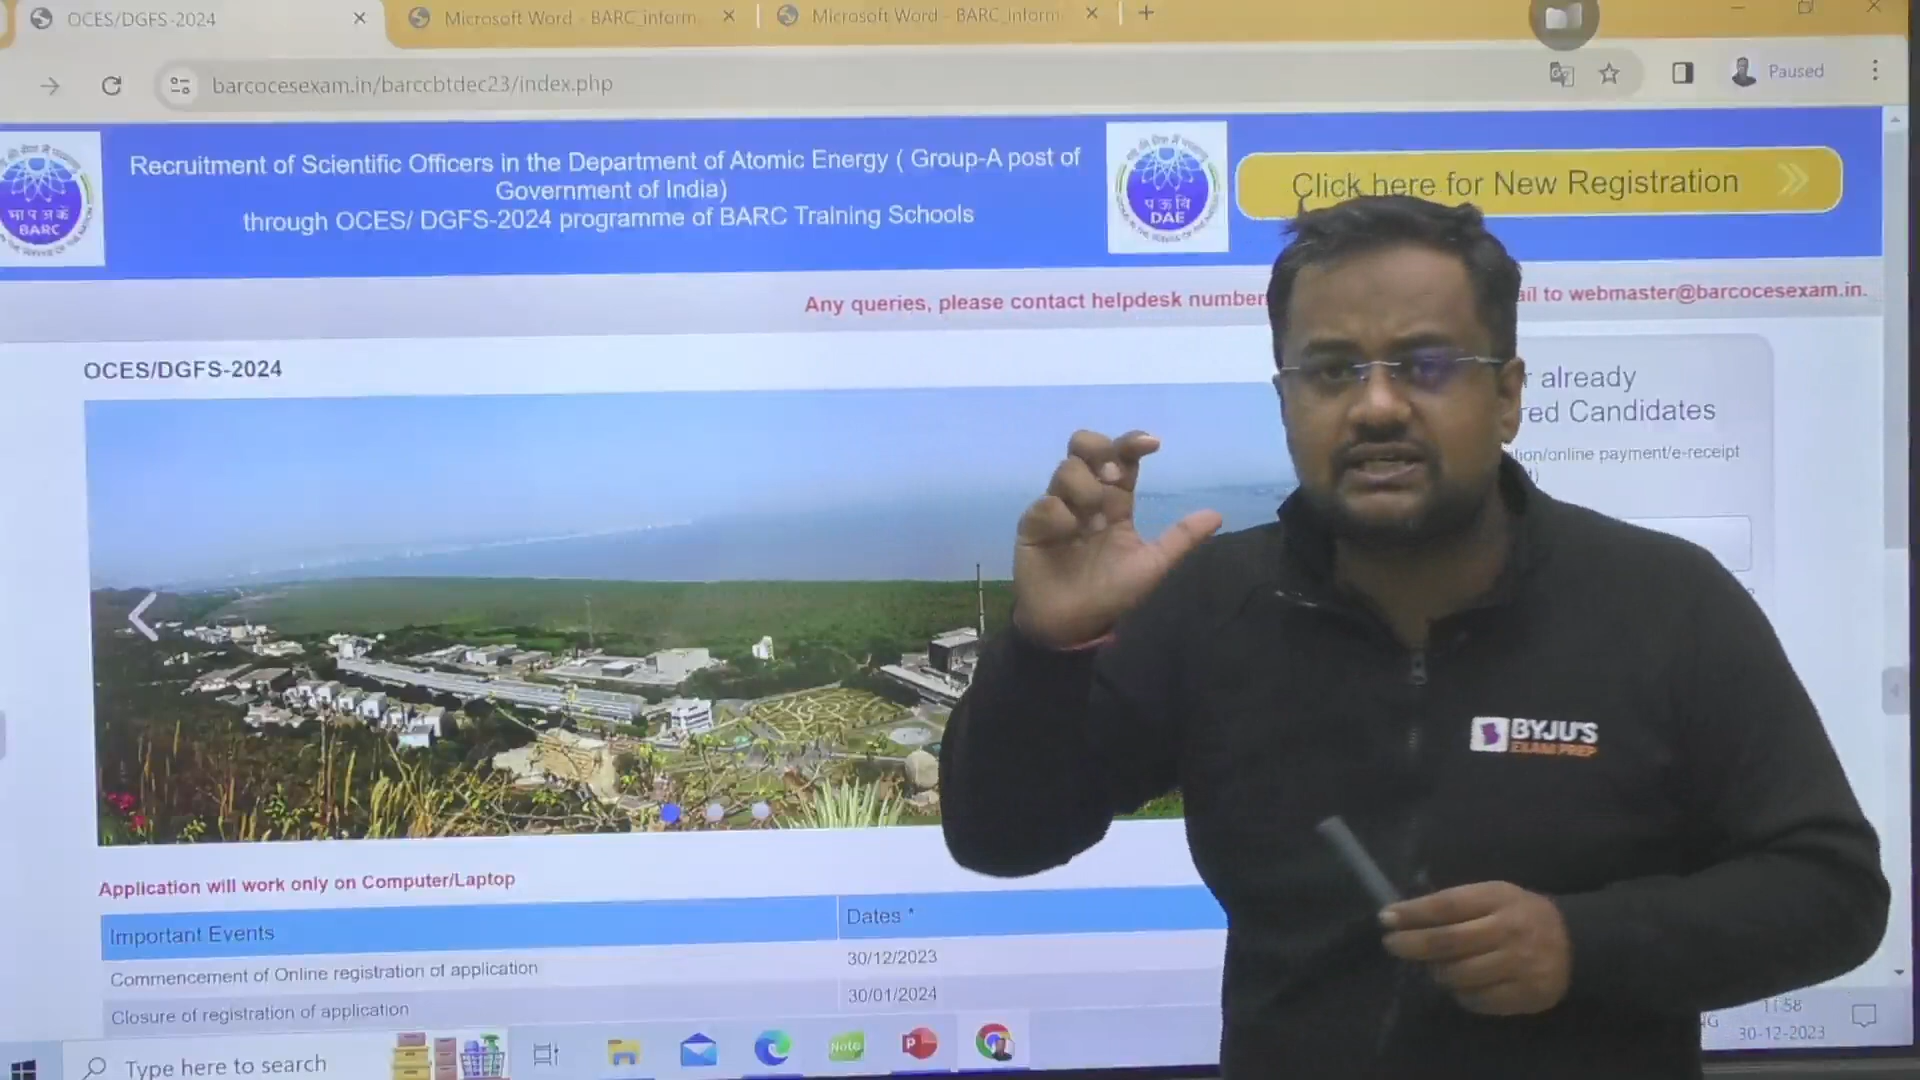 OCES/DGFS-2024
Microsoft Word - BARC_inform
Microsoft Word - BARC_inform
barcocesexam.in/barccbtdec23/index.php
Paused
Recruitment of Scientific Officers in the Department of Atomic Energy ( Group-A post of
Government of India)
through OCES/ DGFS-2024 programme of BARC Training Schools
भा प अ कें
BARC
प ऊ वि
DAE
Click here for New Registration
Any queries, please contact helpdesk number
ail to webmaster@barcocesexam.in.
OCES/DGFS-2024
already
red Candidates
tion/online payment/e-receipt
BYJU'S
EXAM PREP
Application will work only on Computer/Laptop
Important Events
Dates *
Commencement of Online registration of application
30/12/2023
Closure of registration of application
30/01/2024
Type here to search
Note
P
11:58
30-12-2023